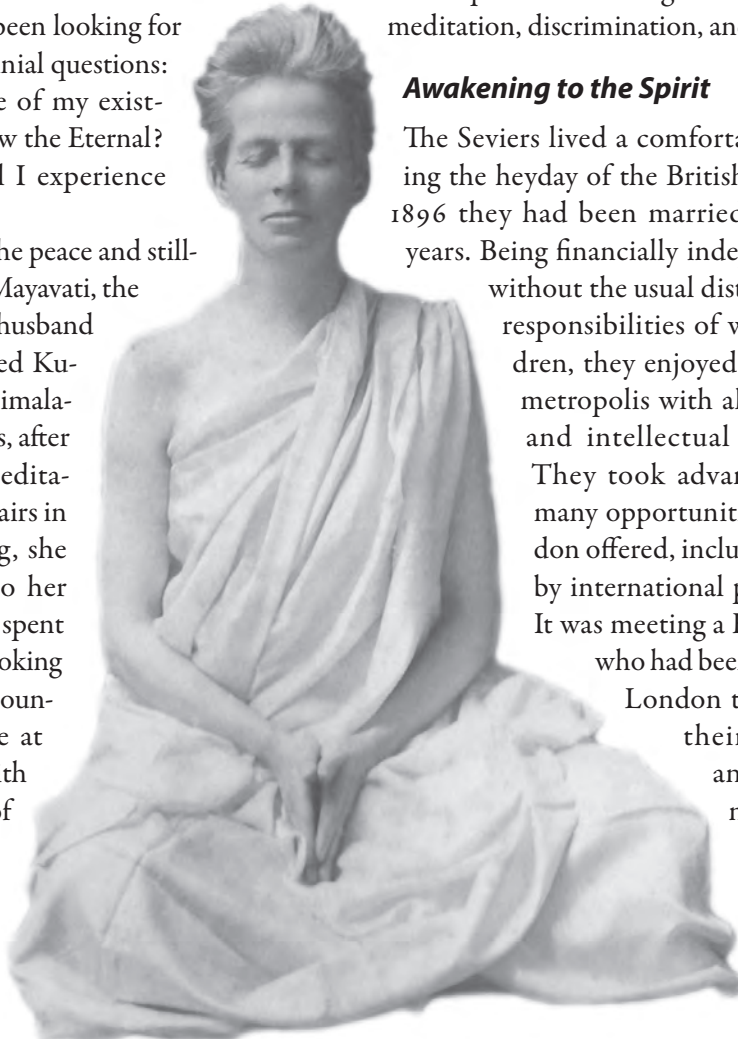 been looking for
nial questions:
e of my exist-
w the Eternal?
I experience
he peace and still-
Mayavati, the
husband
ed Ku-
imala-
s, after
edita-
airs in
g, she
o her
spent
oking
oun-
e at
ith
of
meditation, discrimination, an
Awakening to the Spirit
The Seviers lived a comforta
ing the heyday of the British
1896 they had been married
years. Being financially inde
without the usual dist
responsibilities of w
dren, they enjoyed
metropolis with al
and intellectual
They took advan
many opportunit
don offered, inclu
by international p
It was meeting a
who had bee
London t
their
an